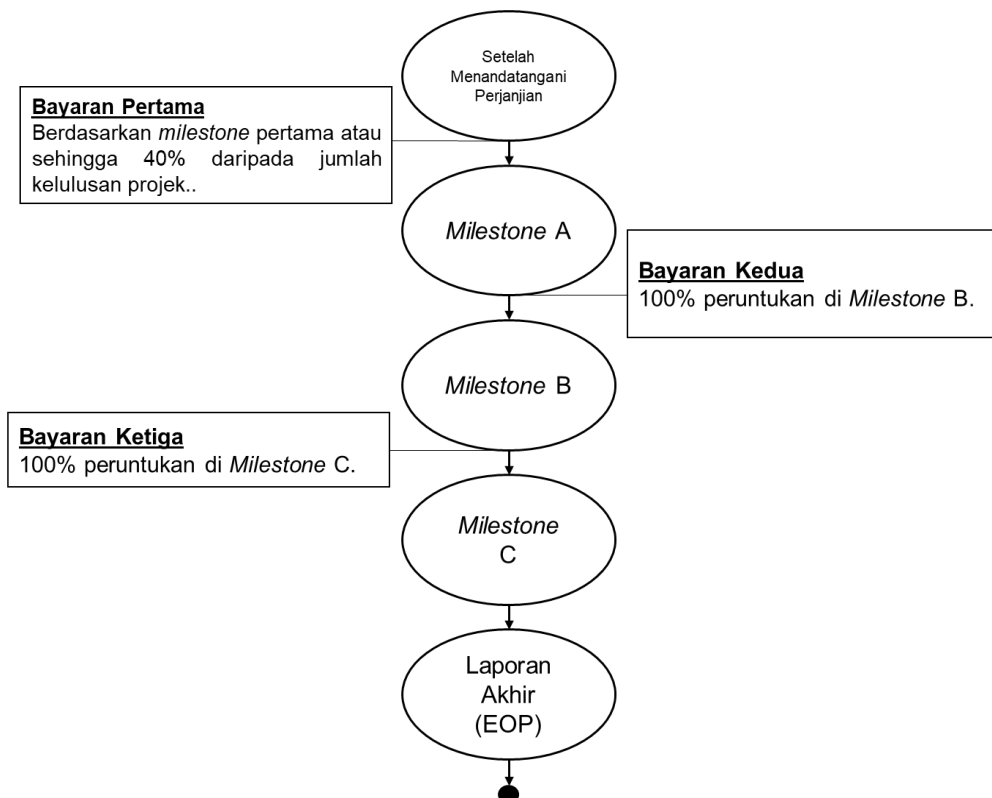 Setelah
Menandatangani
Perjanjian
Bayaran Pertama
Berdasarkan milestone pertama atau
sehingga 40% daripada jumlah
kelulusan projek..
Milestone A
Bayaran Kedua
100% peruntukan di Milestone B.
Milestone B
Bayaran Ketiga
100% peruntukan di Milestone C.
Milestone
C
Laporan
Akhir
(EOP)